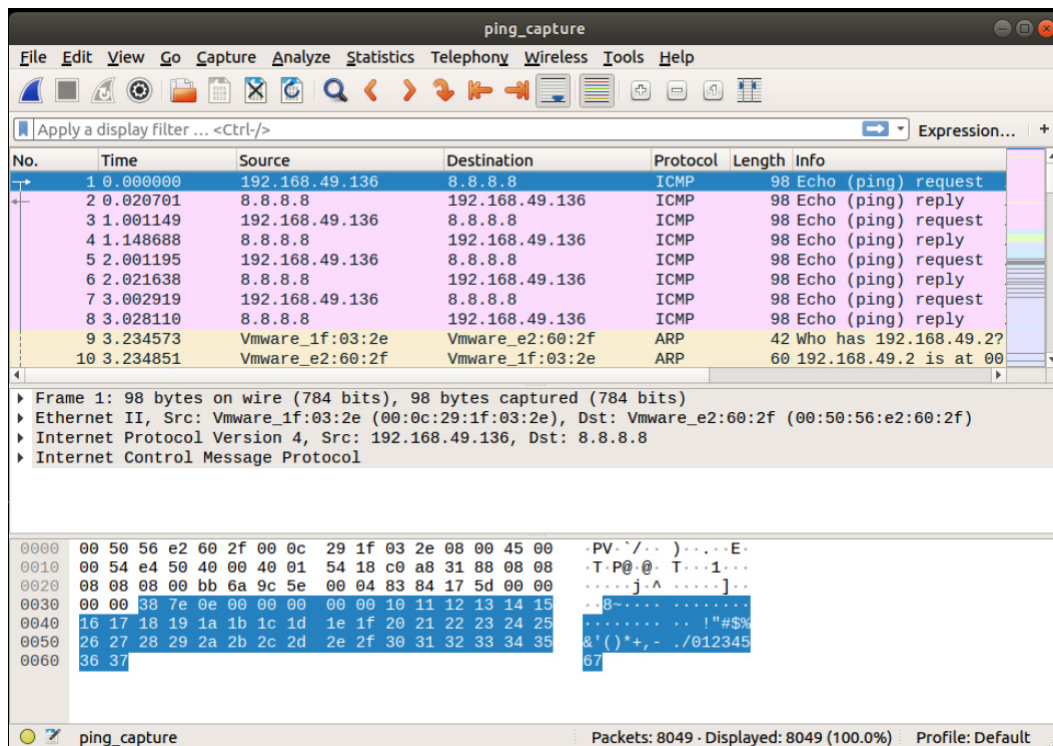 ping_capture
File Edit View Go Capture Analyze Statistics Telephony Wireless Tools Help
Apply a display filter ... <Ctrl-/> Expression... +
No. Time Source Destination Protocol Length Info
1 0.000000 192.168.49.136 8.8.8.8 ICMP 98 Echo (ping) request
2 0.020701 8.8.8.8 192.168.49.136 ICMP 98 Echo (ping) reply
3 1.001149 192.168.49.136 8.8.8.8 ICMP 98 Echo (ping) request
4 1.148688 8.8.8.8 192.168.49.136 ICMP 98 Echo (ping) reply
5 2.001195 192.168.49.136 8.8.8.8 ICMP 98 Echo (ping) request
6 2.021638 8.8.8.8 192.168.49.136 ICMP 98 Echo (ping) reply
7 3.002919 192.168.49.136 8.8.8.8 ICMP 98 Echo (ping) request
8 3.028110 8.8.8.8 192.168.49.136 ICMP 98 Echo (ping) reply
9 3.234573 Vmware_1f:03:2e Vmware_e2:60:2f ARP 42 Who has 192.168.49.2?
10 3.234851 Vmware_e2:60:2f Vmware_1f:03:2e ARP 60 192.168.49.2 is at 00
Frame 1: 98 bytes on wire (784 bits), 98 bytes captured (784 bits)
Ethernet II, Src: Vmware_1f:03:2e (00:0c:29:1f:03:2e), Dst: Vmware_e2:60:2f (00:50:56:e2:60:2f)
Internet Protocol Version 4, Src: 192.168.49.136, Dst: 8.8.8.8
Internet Control Message Protocol
0000 00 50 56 e2 60 2f 00 0c 29 1f 03 2e 08 00 45 00 ·PV·`/·· )··.··E·
0010 00 54 e4 50 40 00 40 01 54 18 c0 a8 31 88 08 08 ·T·P@·@· T···1···
0020 08 08 08 00 bb 6a 9c 5e 00 04 83 84 17 5d 00 00 ·····j·^ ·····]··
0030 00 00 38 7e 0e 00 00 00 00 00 10 11 12 13 14 15 ··8~···· ········
0040 16 17 18 19 1a 1b 1c 1d 1e 1f 20 21 22 23 24 25 ········ ·· !"#$%
0050 26 27 28 29 2a 2b 2c 2d 2e 2f 30 31 32 33 34 35 &'()*+,- ./012345
0060 36 37 67
ping_capture Packets: 8049 · Displayed: 8049 (100.0%) Profile: Default